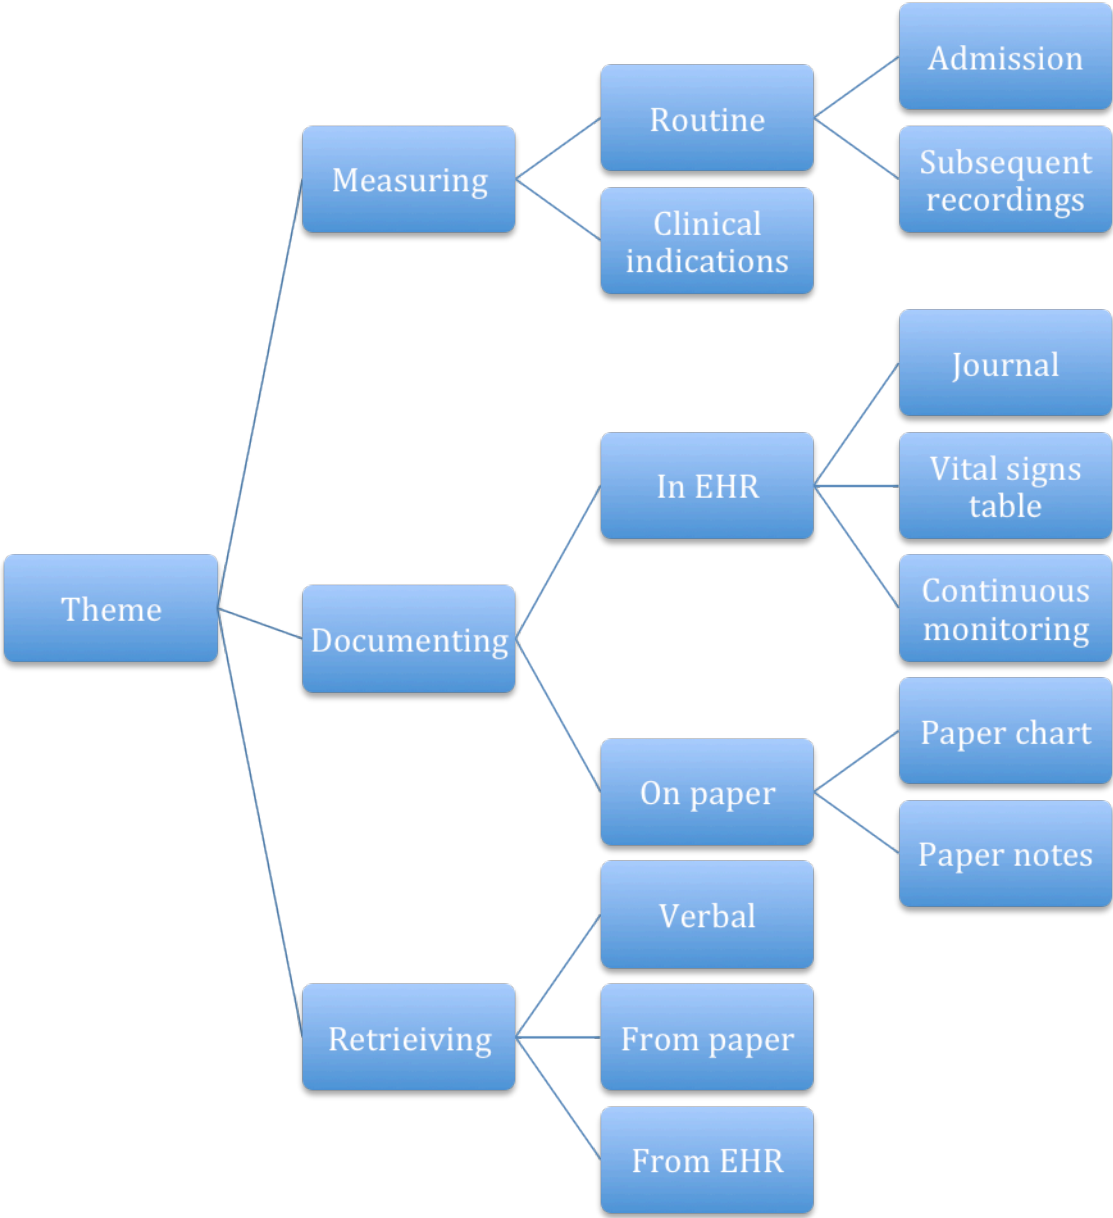 Admission
Routine
Measuring
Subsequent
recordings
Clinical
indications
Journal
In EHR
Vital signs
table
Continuous
monitoring
Theme
Documenting
Paper chart
On paper
Paper notes
Verbal
Retrieiving
From paper
From EHR